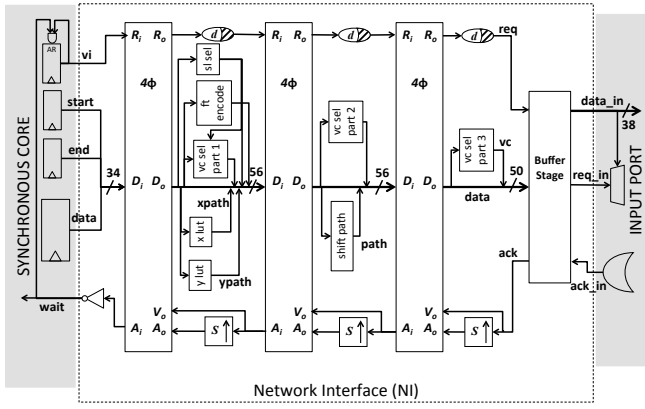 SYNCHRONOUS CORE
AR
vi
start
end
data
wait
34
R_i R_o
4ф
D_i D_o
V_o
A_i A_o
d
sl sel
ft encode
vc sel part 1
xpath
x lut
y lut
ypath
56
S↑
R_i R_o
4ф
D_i D_o
V_o
A_i A_o
d
vc sel part 2
shift path
path
56
S↑
R_i R_o
4ф
D_i D_o
V_o
A_i A_o
d
req
vc sel part 3
vc
50
data
ack
S↑
Buffer Stage
data_in
38
req_in
ack_in
INPUT PORT
Network Interface (NI)